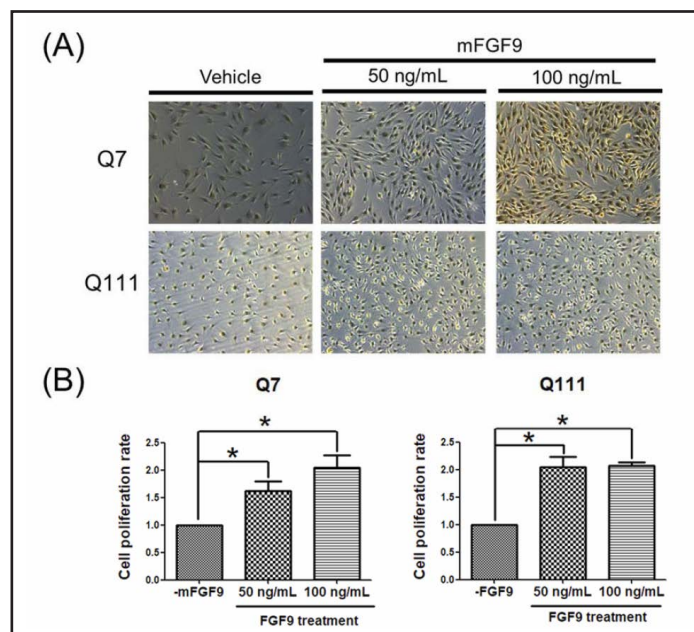 (A)
mFGF9
Vehicle
50 ng/mL
100 ng/mL
Q7
Q111
(B)
Q7
*
*
Cell poliferation rate
2.5
2.0
1.5
1.0
0.5
0.0
-mFGF9
50 ng/mL
100 ng/mL
FGF9 treatment
Q111
*
*
Cell poliferation rate
2.5
2.0
1.5
1.0
0.5
0.0
-FGF9
50 ng/mL
100 ng/mL
FGF9 treatment